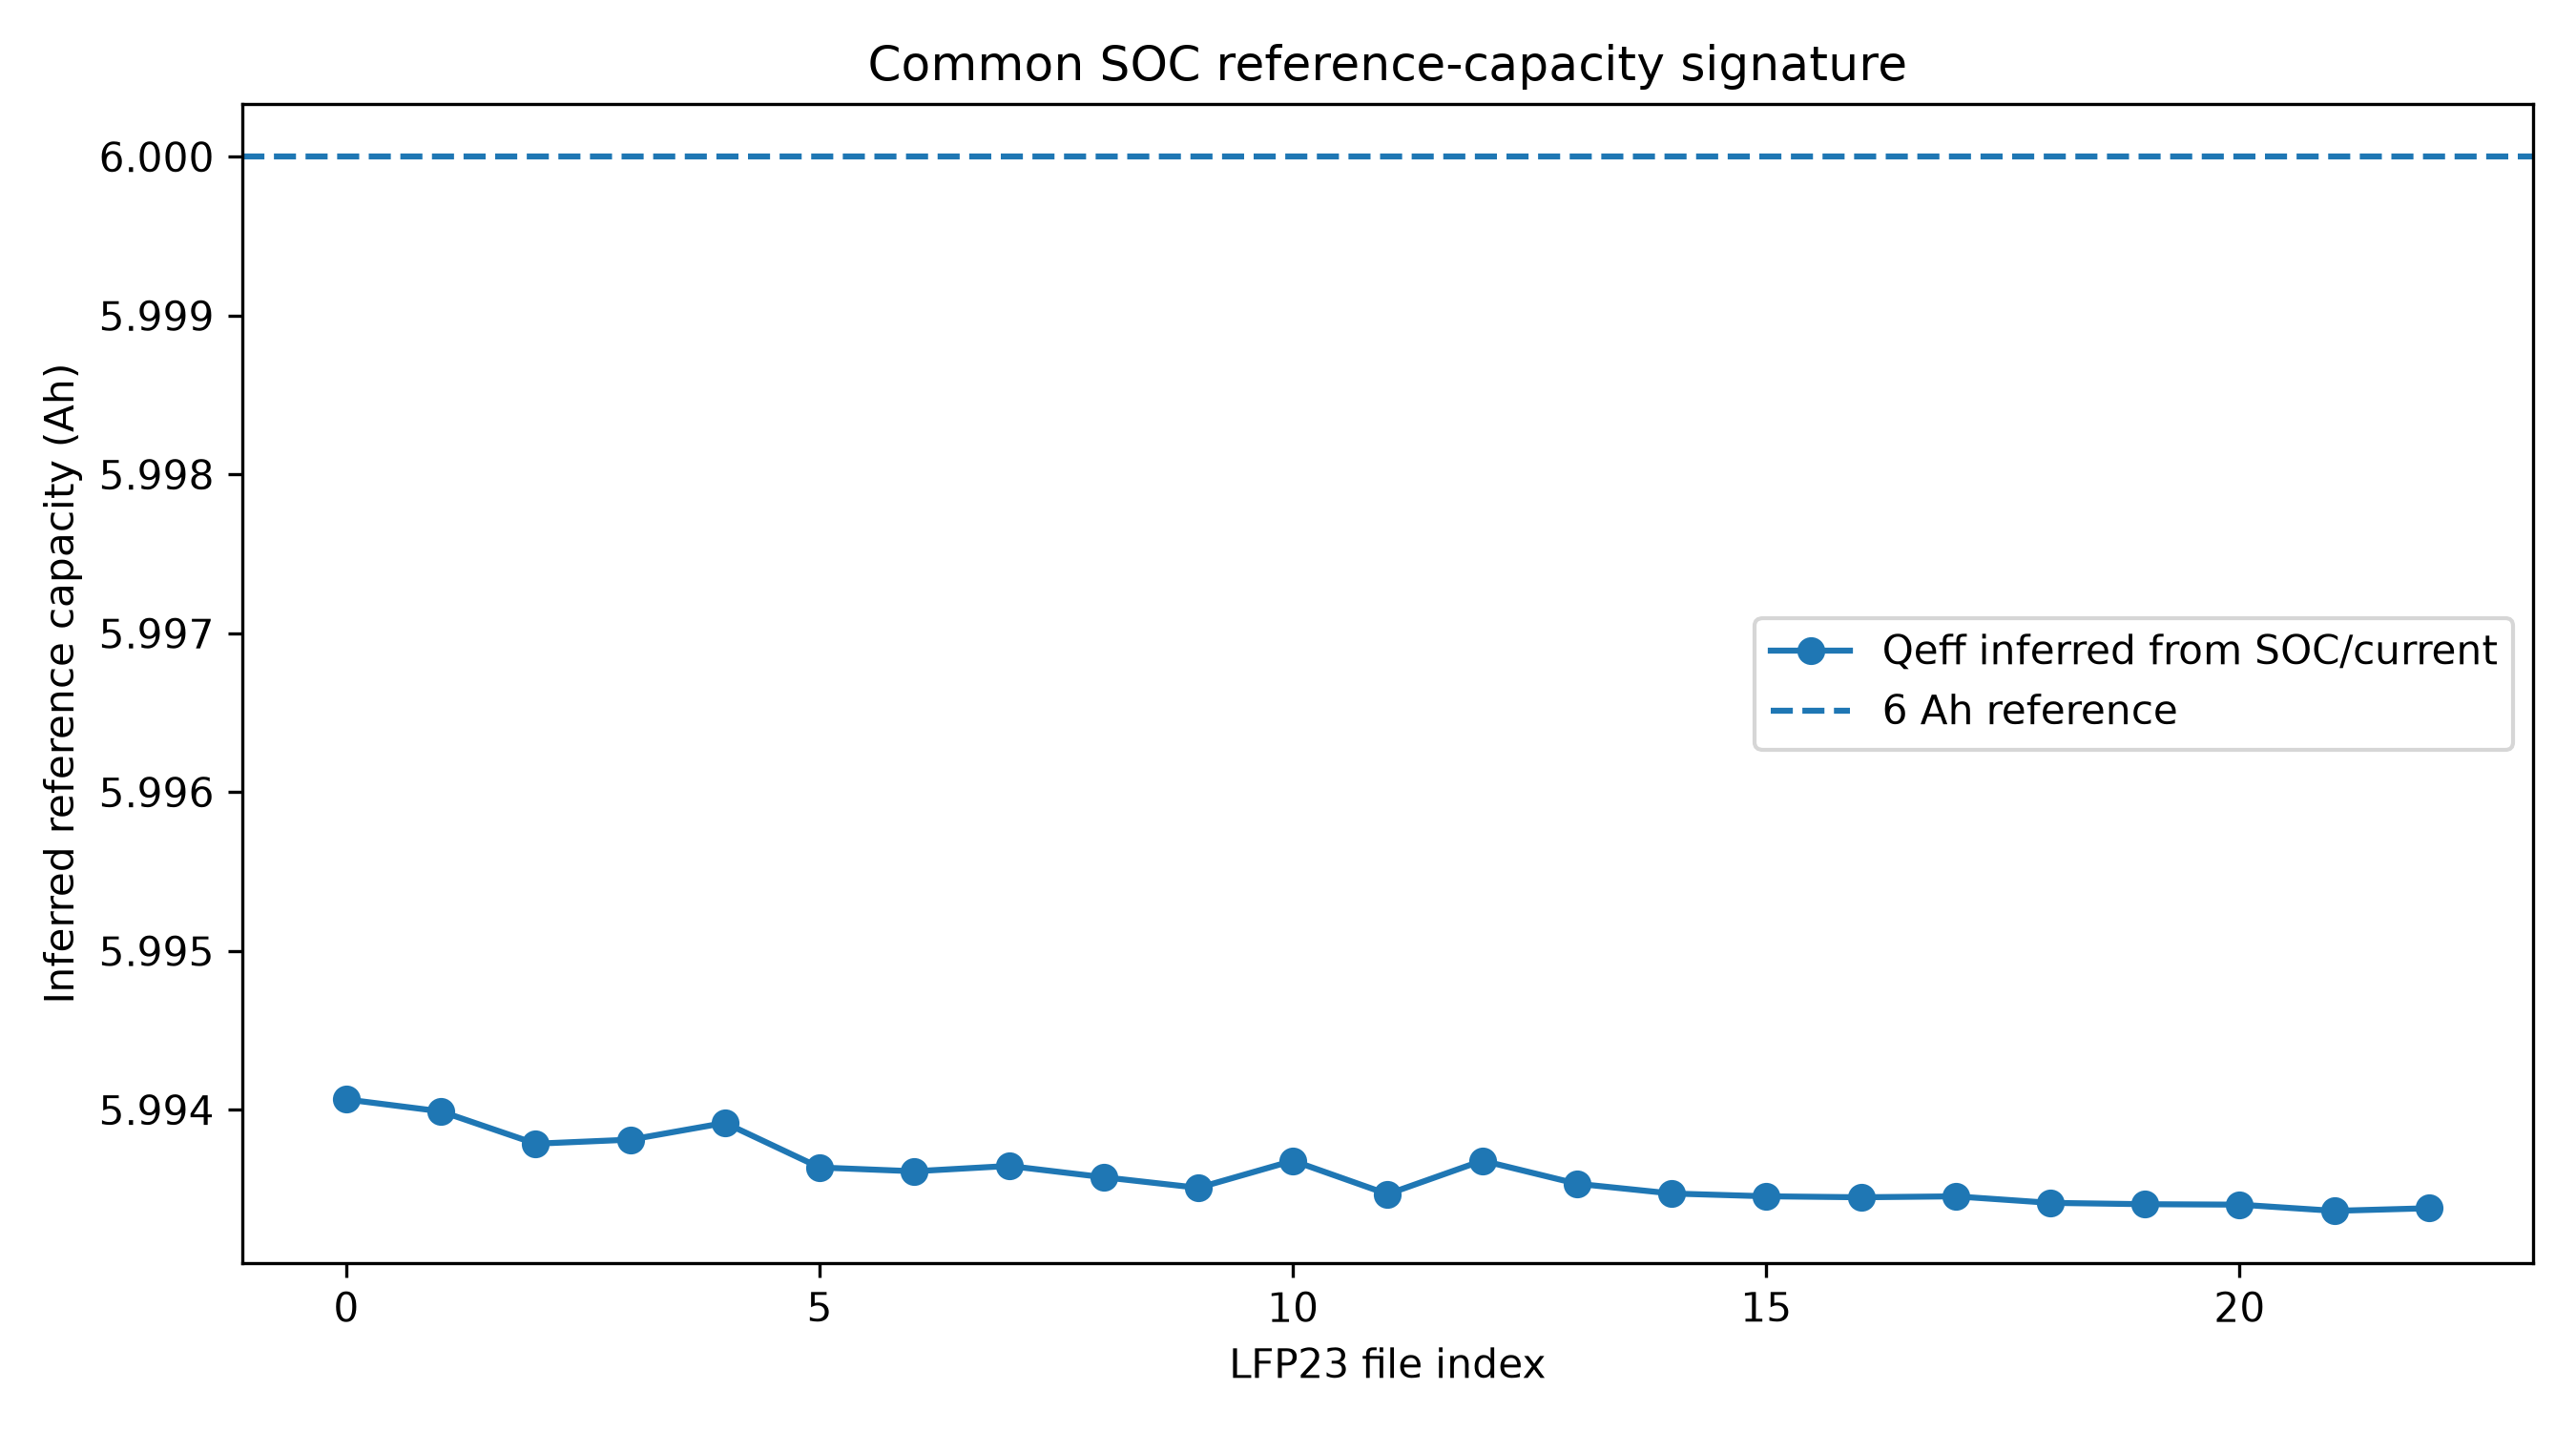 Common SOC reference-capacity signature
Inferred reference capacity (Ah)
6.000
5.999
5.998
5.997
5.996
5.995
5.994
Qeff inferred from SOC/current
6 Ah reference
0 5 10 15 20
LFP23 file index